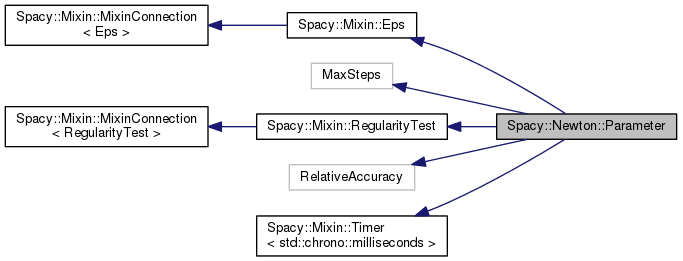 Spacy::Mixin::MixinConnection
< Eps >
Spacy::Mixin::Eps
MaxSteps
Spacy::Mixin::MixinConnection
< RegularityTest >
Spacy::Mixin::RegularityTest
Spacy::Newton::Parameter
RelativeAccuracy
Spacy::Mixin::Timer
< std::chrono::milliseconds >